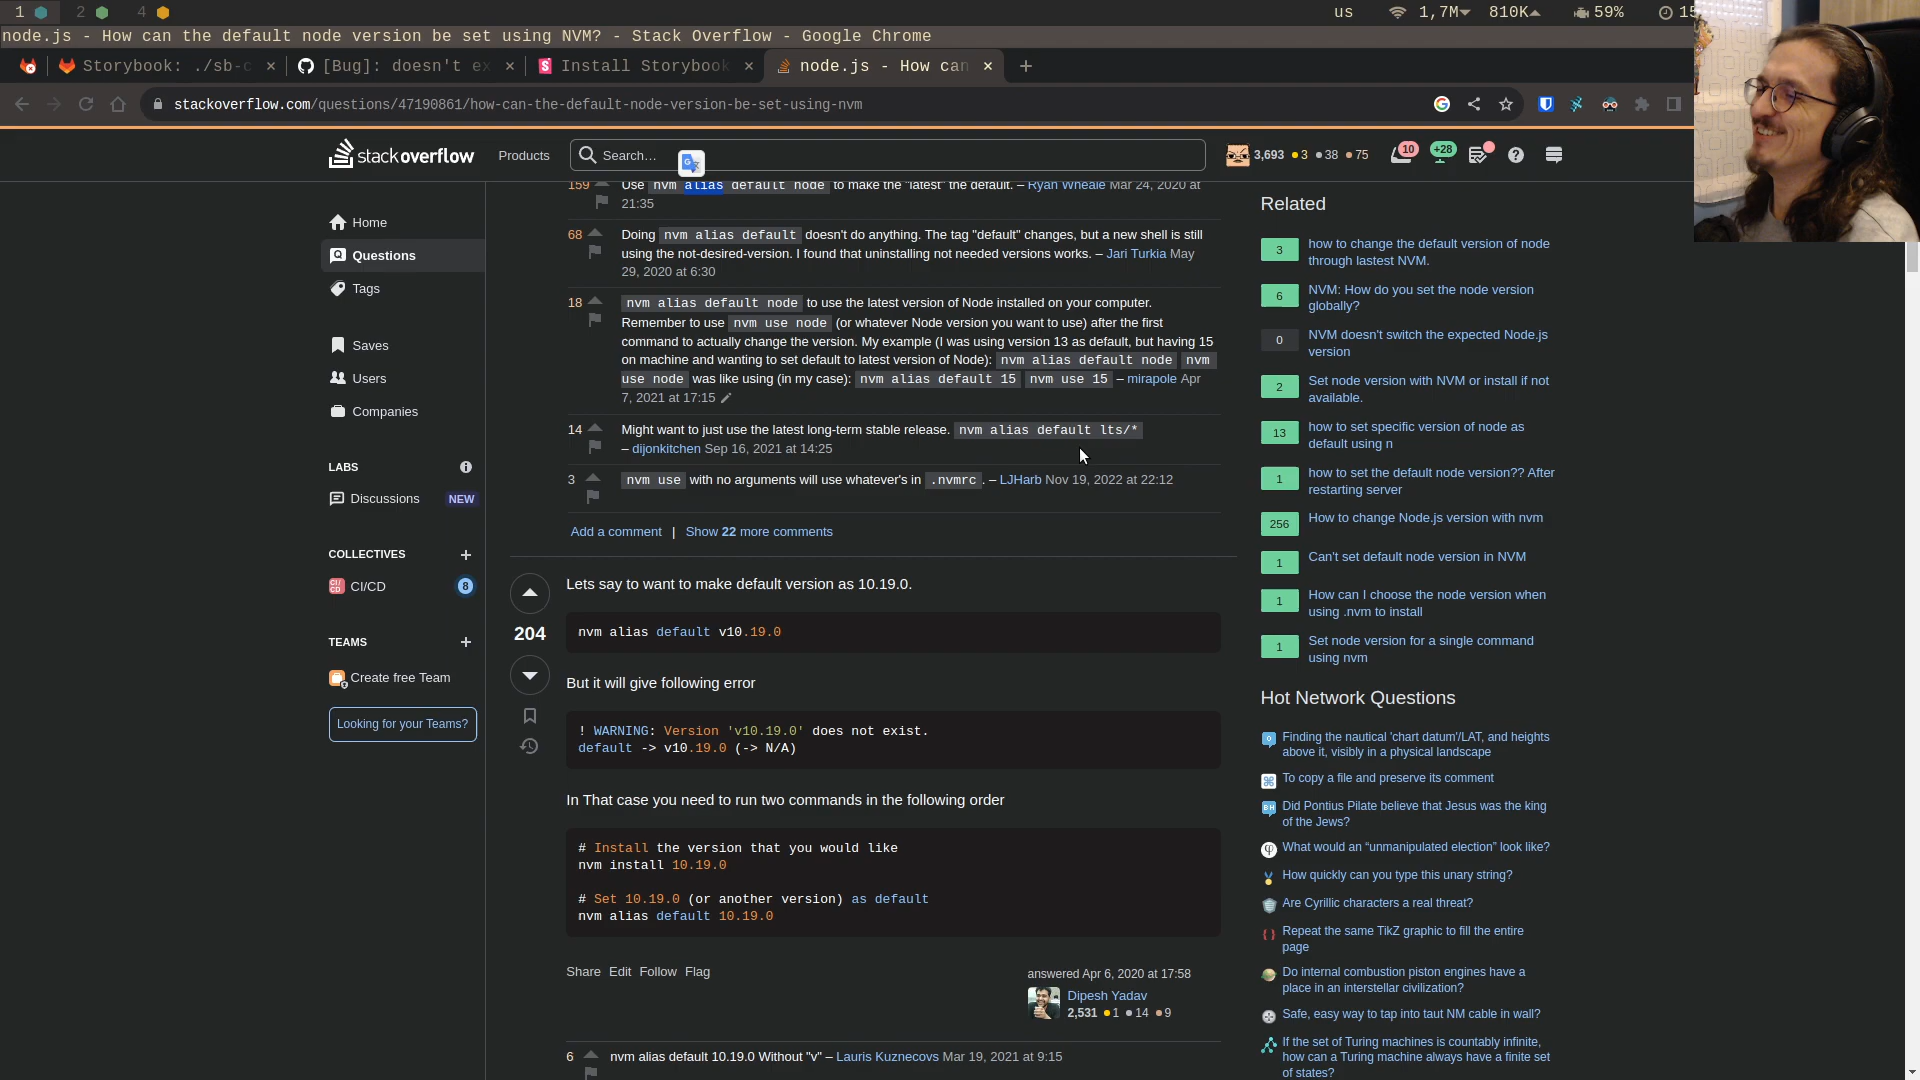 1 2 4 us 1,7M 810K 59% 15
node.js - How can the default node version be set using NVM? - Stack Overflow - Google Chrome
Storybook: ./sb- [Bug]: doesn't ex Install Storybook node.js - How can
stackoverflow.com/questions/47190861/how-can-the-default-node-version-be-set-using-nvm
stackoverflow Products Search… 3,693 3 38 75 10 +28
Home
Questions
Tags
Saves
Users
Companies
LABS
Discussions NEW
COLLECTIVES
CI/CD 8
TEAMS
Create free Team
Looking for your Teams?
159 Use nvm alias default node to make the "latest" the default. – Ryan Wheale Mar 24, 2020 at
21:35
68 Doing nvm alias default doesn't do anything. The tag "default" changes, but a new shell is still
using the not-desired-version. I found that uninstalling not needed versions works. – Jari Turkia May
29, 2020 at 6:30
18 nvm alias default node to use the latest version of Node installed on your computer.
Remember to use nvm use node (or whatever Node version you want to use) after the first
command to actually change the version. My example (I was using version 13 as default, but having 15
on machine and wanting to set default to latest version of Node): nvm alias default node nvm
use node was like using (in my case): nvm alias default 15 nvm use 15 – mirapole Apr
7, 2021 at 17:15
14 Might want to just use the latest long-term stable release. nvm alias default lts/*
– dijonkitchen Sep 16, 2021 at 14:25
3 nvm use with no arguments will use whatever's in .nvmrc. – LJHarb Nov 19, 2022 at 22:12
Add a comment | Show 22 more comments
204
Lets say to want to make default version as 10.19.0.
nvm alias default v10.19.0
But it will give following error
! WARNING: Version 'v10.19.0' does not exist.
default -> v10.19.0 (-> N/A)
In That case you need to run two commands in the following order
# Install the version that you would like
nvm install 10.19.0
# Set 10.19.0 (or another version) as default
nvm alias default 10.19.0
Share Edit Follow Flag
answered Apr 6, 2020 at 17:58
Dipesh Yadav
2,531 1 14 9
6 nvm alias default 10.19.0 Without "v" – Lauris Kuznecovs Mar 19, 2021 at 9:15
Related
3 how to change the default version of node
through lastest NVM.
6 NVM: How do you set the node version
globally?
0 NVM doesn't switch the expected Node.js
version
2 Set node version with NVM or install if not
available.
13 how to set specific version of node as
default using n
1 how to set the default node version?? After
restarting server
256 How to change Node.js version with nvm
1 Can't set default node version in NVM
1 How can I choose the node version when
using .nvm to install
1 Set node version for a single command
using nvm
Hot Network Questions
Finding the nautical 'chart datum'/LAT, and heights
above it, visibly in a physical landscape
To copy a file and preserve its comment
Did Pontius Pilate believe that Jesus was the king
of the Jews?
What would an “unmanipulated election” look like?
How quickly can you type this unary string?
Are Cyrillic characters a real threat?
Repeat the same TikZ graphic to fill the entire
page
Do internal combustion piston engines have a
place in an interstellar civilization?
Safe, easy way to tap into taut NM cable in wall?
If the set of Turing machines is countably infinite,
how can a Turing machine always have a finite set
of states?